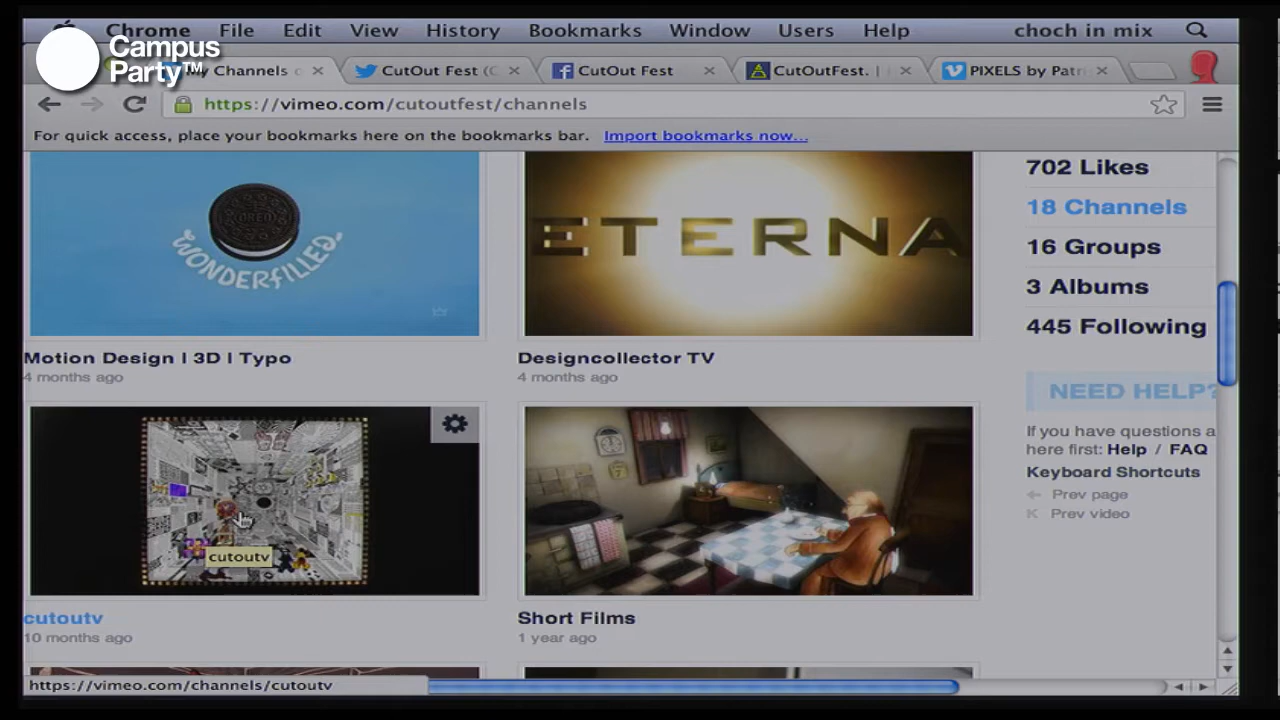 Chrome File Edit View History Bookmarks Window Users Help choch in mix
Campus
Party™
My Channels
CutOut Fest (C
CutOut Fest
CutOutFest. |
PIXELS by Patri
https://vimeo.com/cutoutfest/channels
For quick access, place your bookmarks here on the bookmarks bar. Import bookmarks now...
OREO
WONDERFILLED.
ETERNA
Motion Design l 3D l Typo
4 months ago
Designcollector TV
4 months ago
702 Likes
18 Channels
16 Groups
3 Albums
445 Following
NEED HELP?
If you have questions a
here first: Help / FAQ
Keyboard Shortcuts
Prev page
K Prev video
cutoutv
cutoutv
10 months ago
Short Films
1 year ago
https://vimeo.com/channels/cutoutv